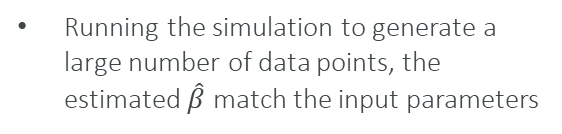 • Running the simulation to generate a
large number of data points, the
estimated β̂ match the input parameters